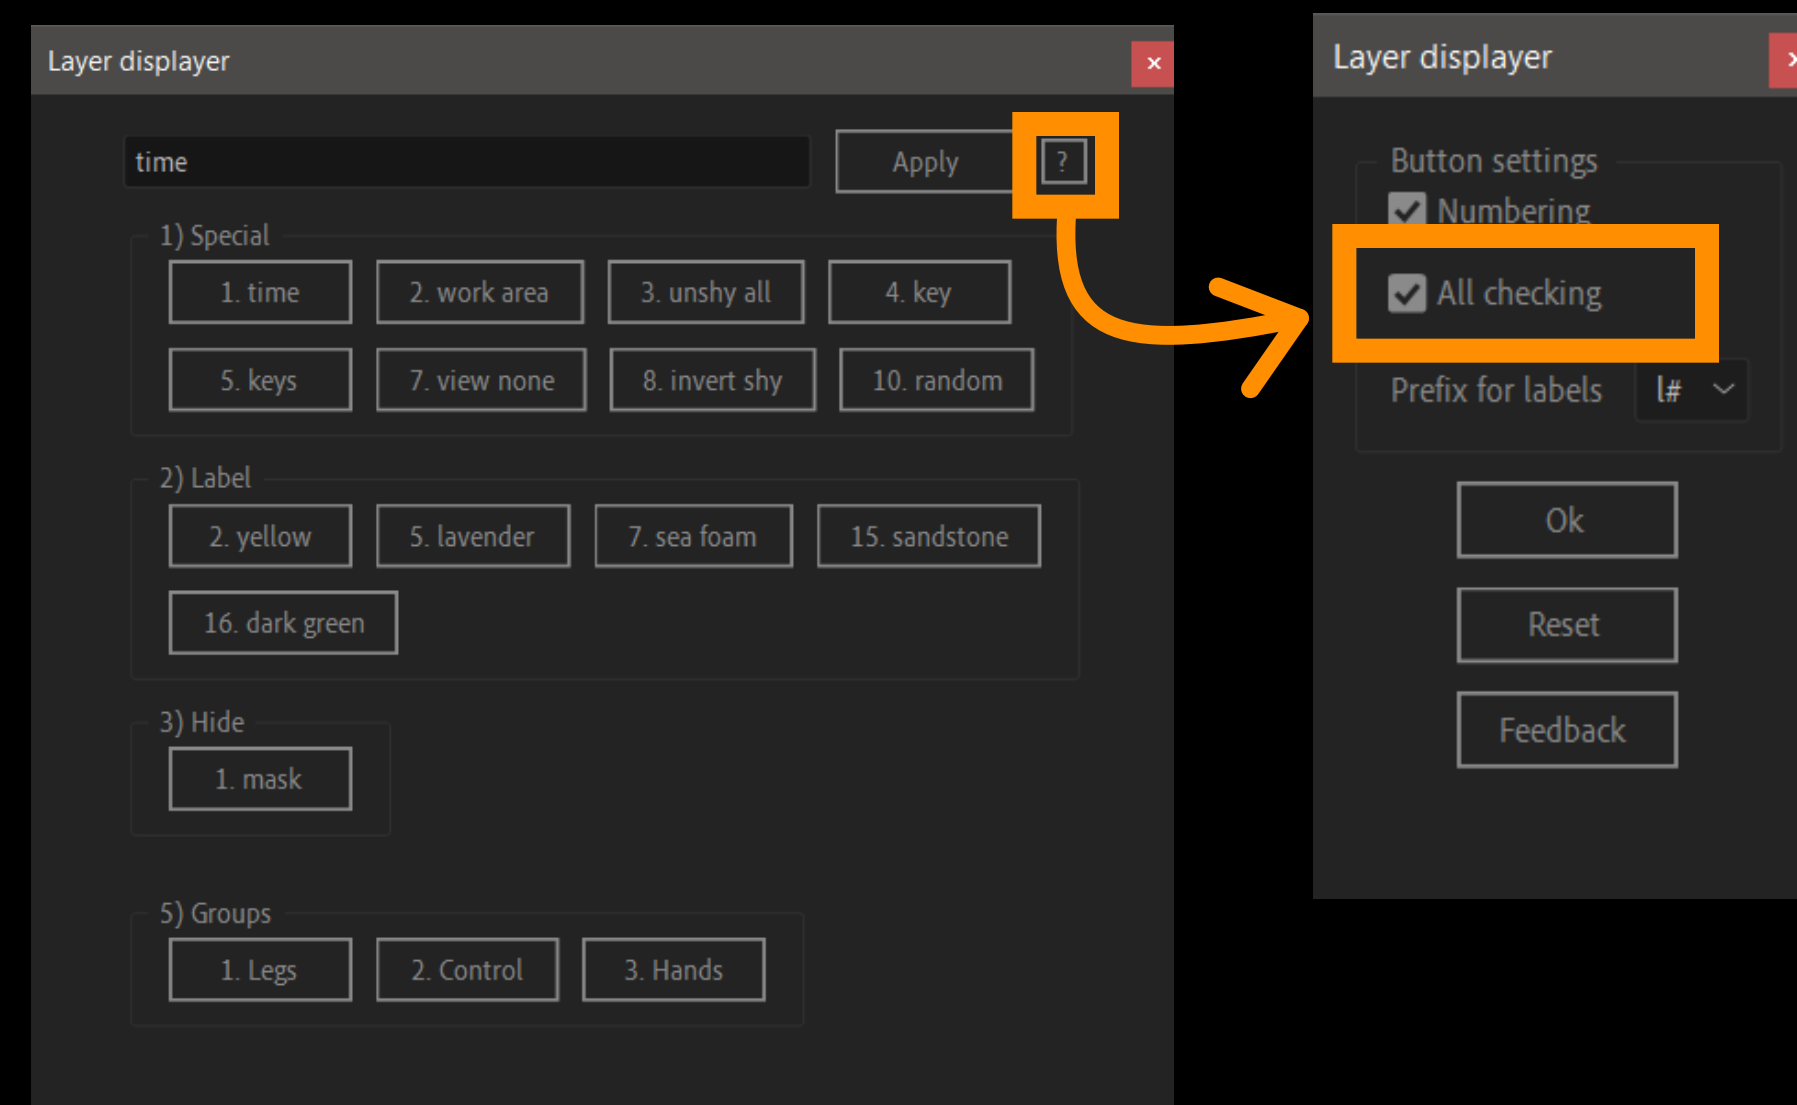 Layer displayer
×
time
Apply
?
1) Special
1. time
2. work area
3. unshy all
4. key
5. keys
7. view none
8. invert shy
10. random
2) Label
2. yellow
5. lavender
7. sea foam
15. sandstone
16. dark green
3) Hide
1. mask
5) Groups
1. Legs
2. Control
3. Hands
Layer displayer
×
Button settings
Numbering
All checking
Prefix for labels
l#
Ok
Reset
Feedback